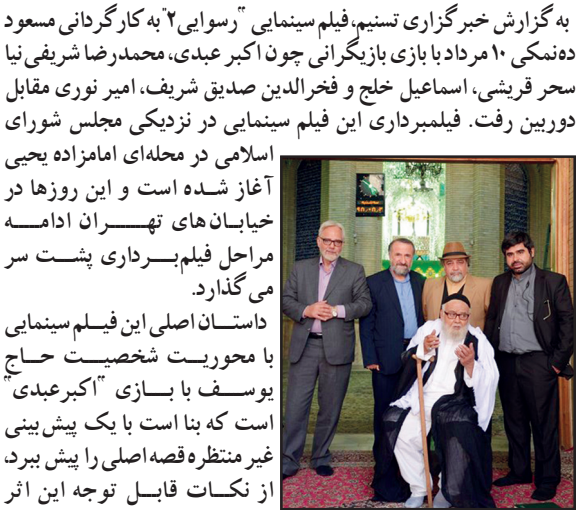 به گزارش خبرگزاری تسنیم،فیلم سینمایی "رسوایی۲"به کارگردانی مسعود
ده‌نمکی ۱۰ مرداد با بازی بازیگرانی چون اکبر عبدی، محمدرضا شریفی نیا
سحر قریشی، اسماعیل خلج و فخرالدین صدیق شریف، امیر نوری مقابل
دوربین رفت. فیلمبرداری این فیلم سینمایی در نزدیکی مجلس شورای
اسلامی در محله‌ای امامزاده یحیی
آغاز شده است و این روزها در
خیابان‌های تهران ادامه
مراحل فیلم‌برداری پشت سر
می گذارد.
داستان اصلی این فیلم سینمایی
با محوریت شخصیت حاج
یوسف با بازی "اکبرعبدی"
است که بنا است با یک پیش‌بینی
غیر منتظره قصه اصلی را پیش ببرد،
از نکات قابل توجه این اثر